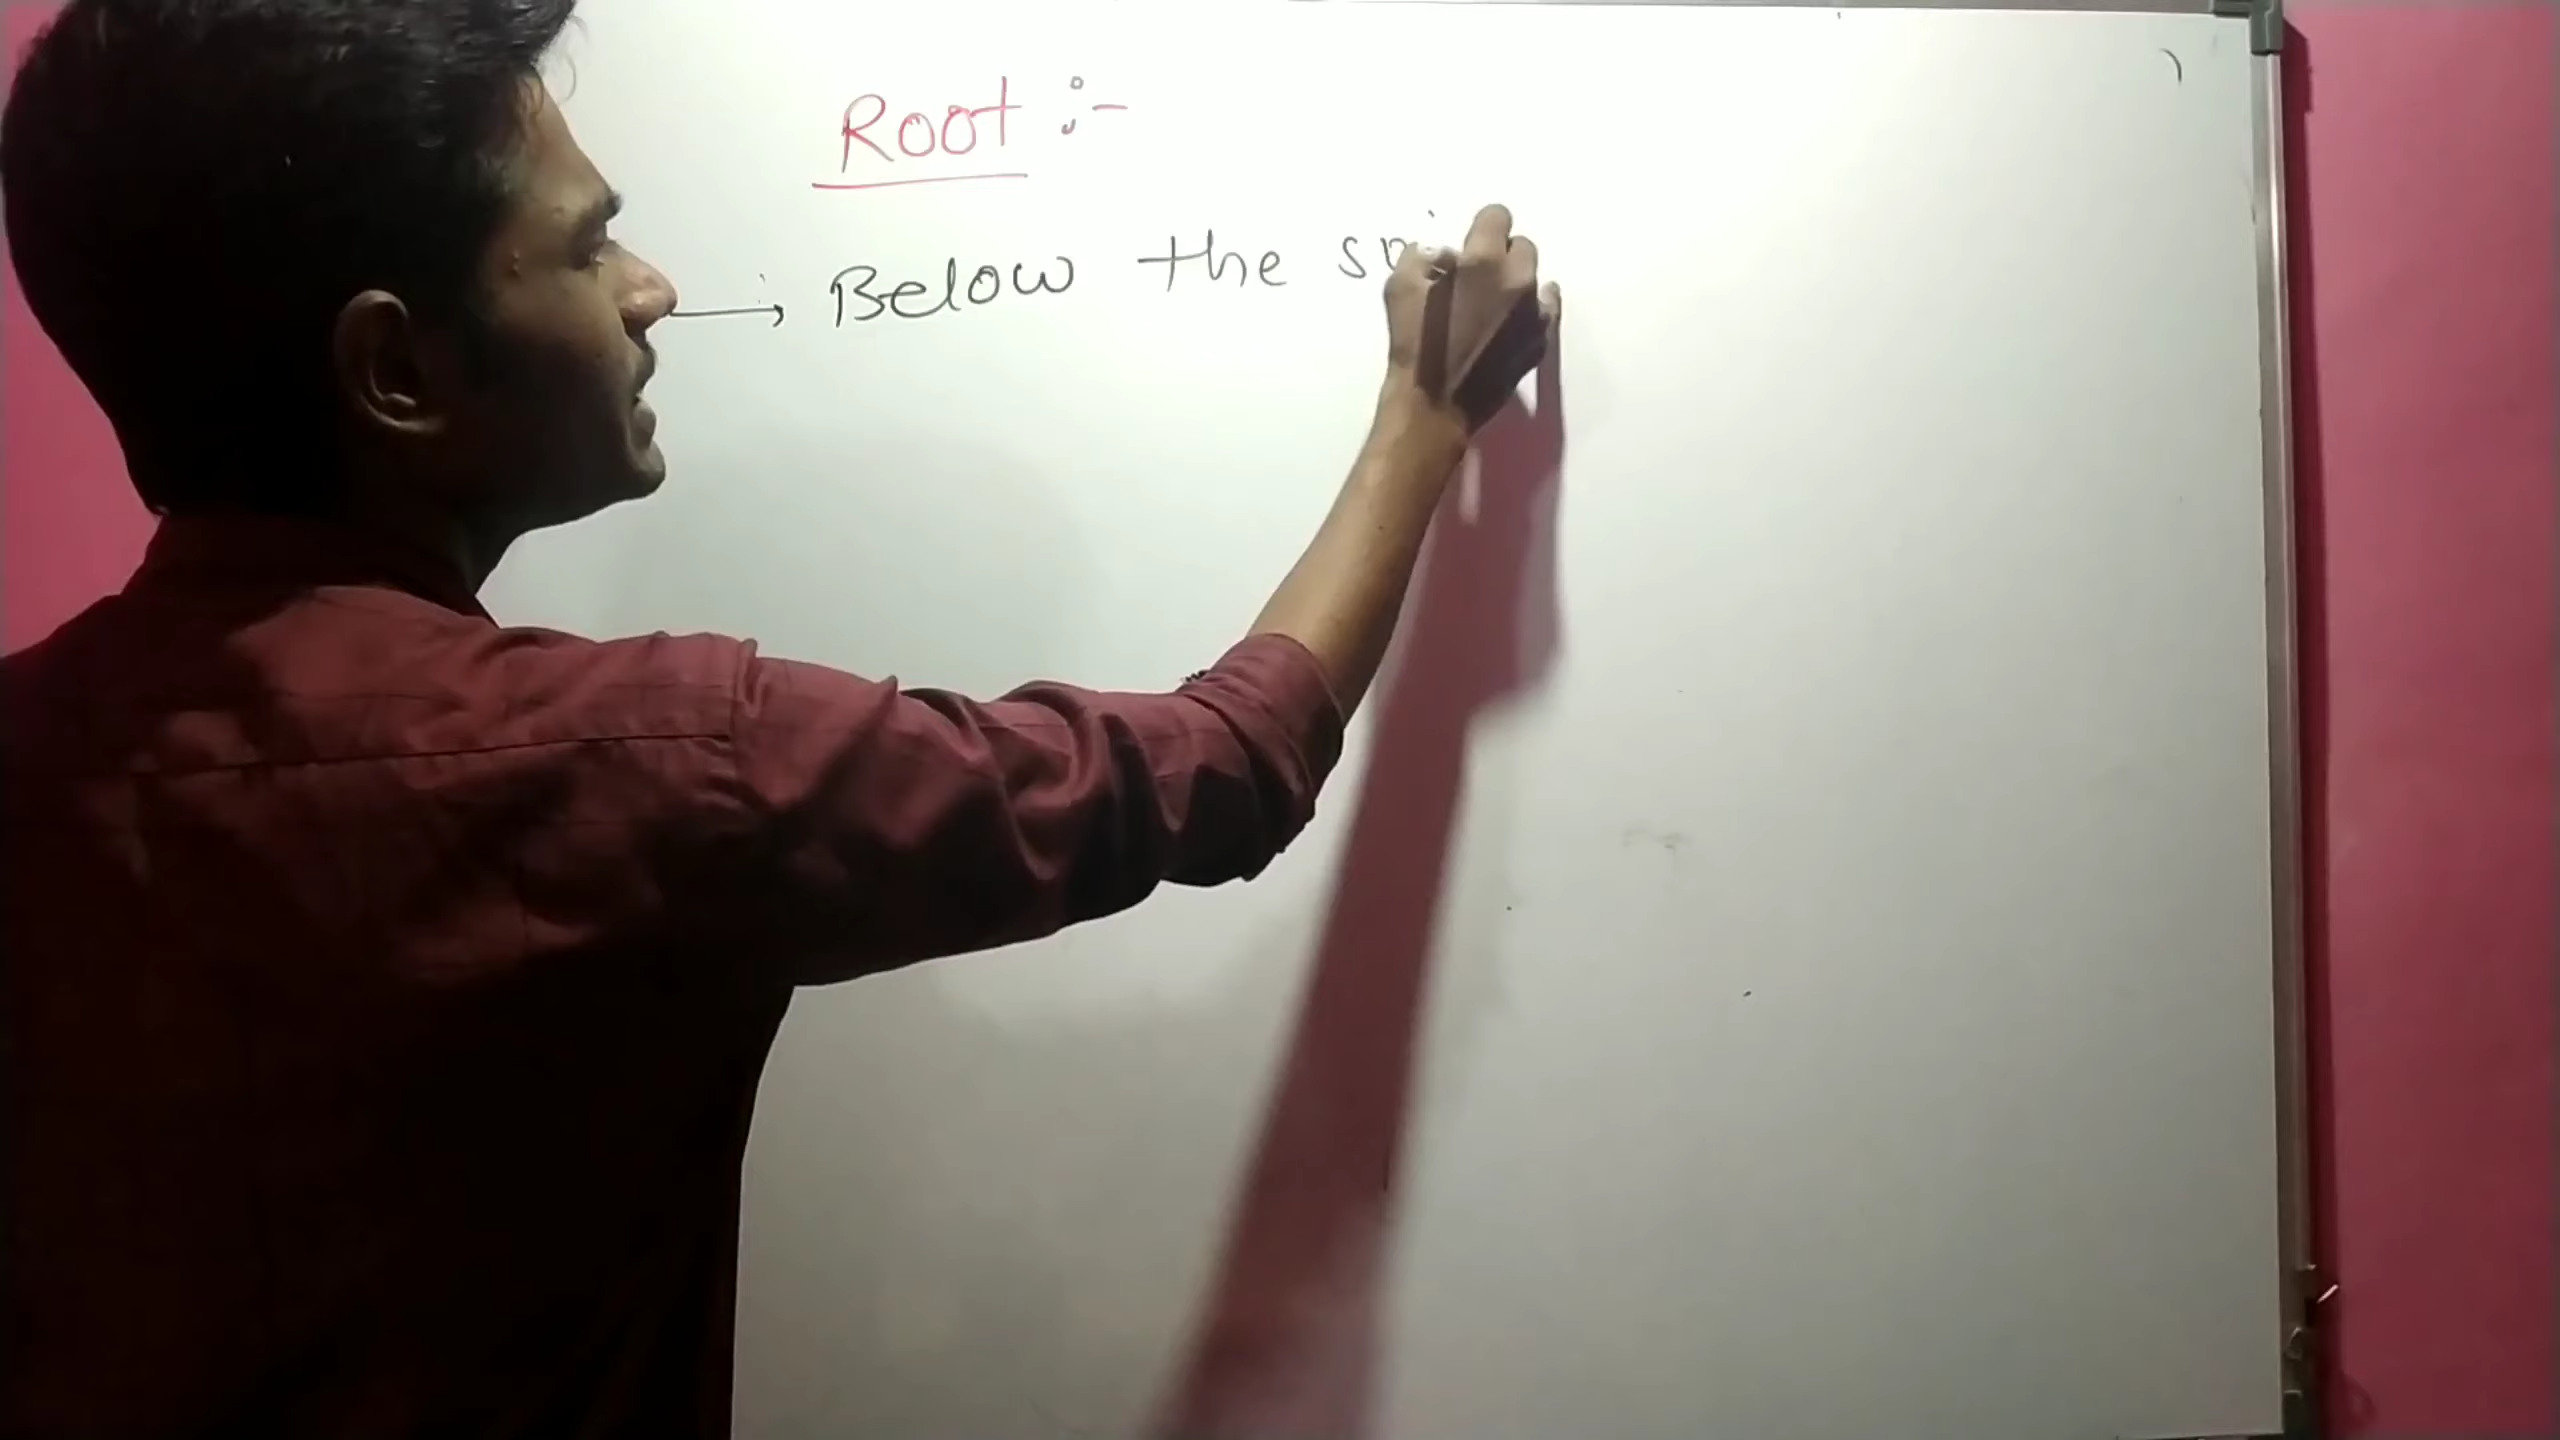 Root :-
→ Below the